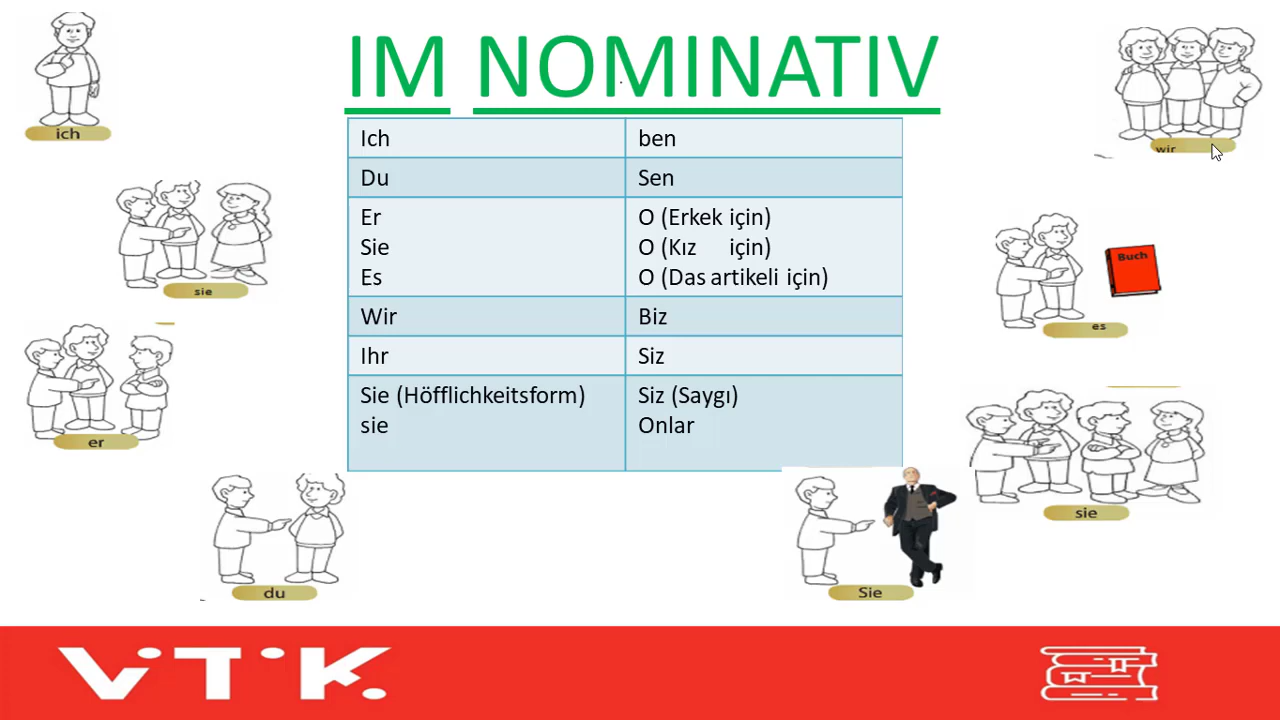 IM NOMINATIV
ich
wir
Ich ben
Du Sen
Er O (Erkek için)
Sie O (Kız için)
Es O (Das artikeli için)
Wir Biz
Ihr Siz
Sie (Höfflichkeitsform) Siz (Saygı)
sie Onlar
sie
Buch
es
er
sie
du
Sie
VTK